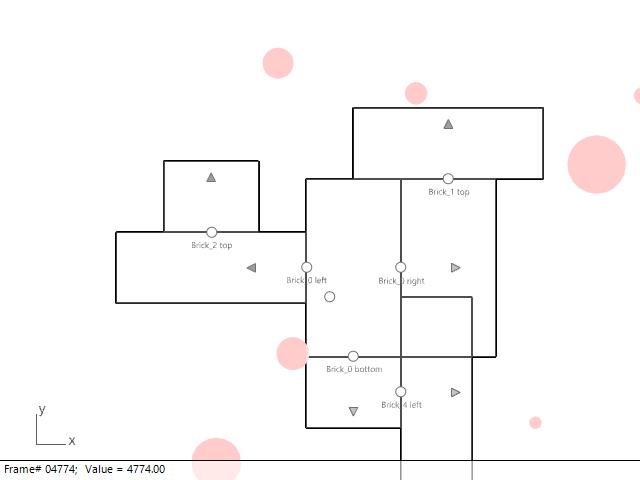 Brick_1 top
Brick_2 top
Brick_0 left
Brick_0 right
Brick_0 bottom
Brick_4 left
y
x
Frame# 04774; Value = 4774.00